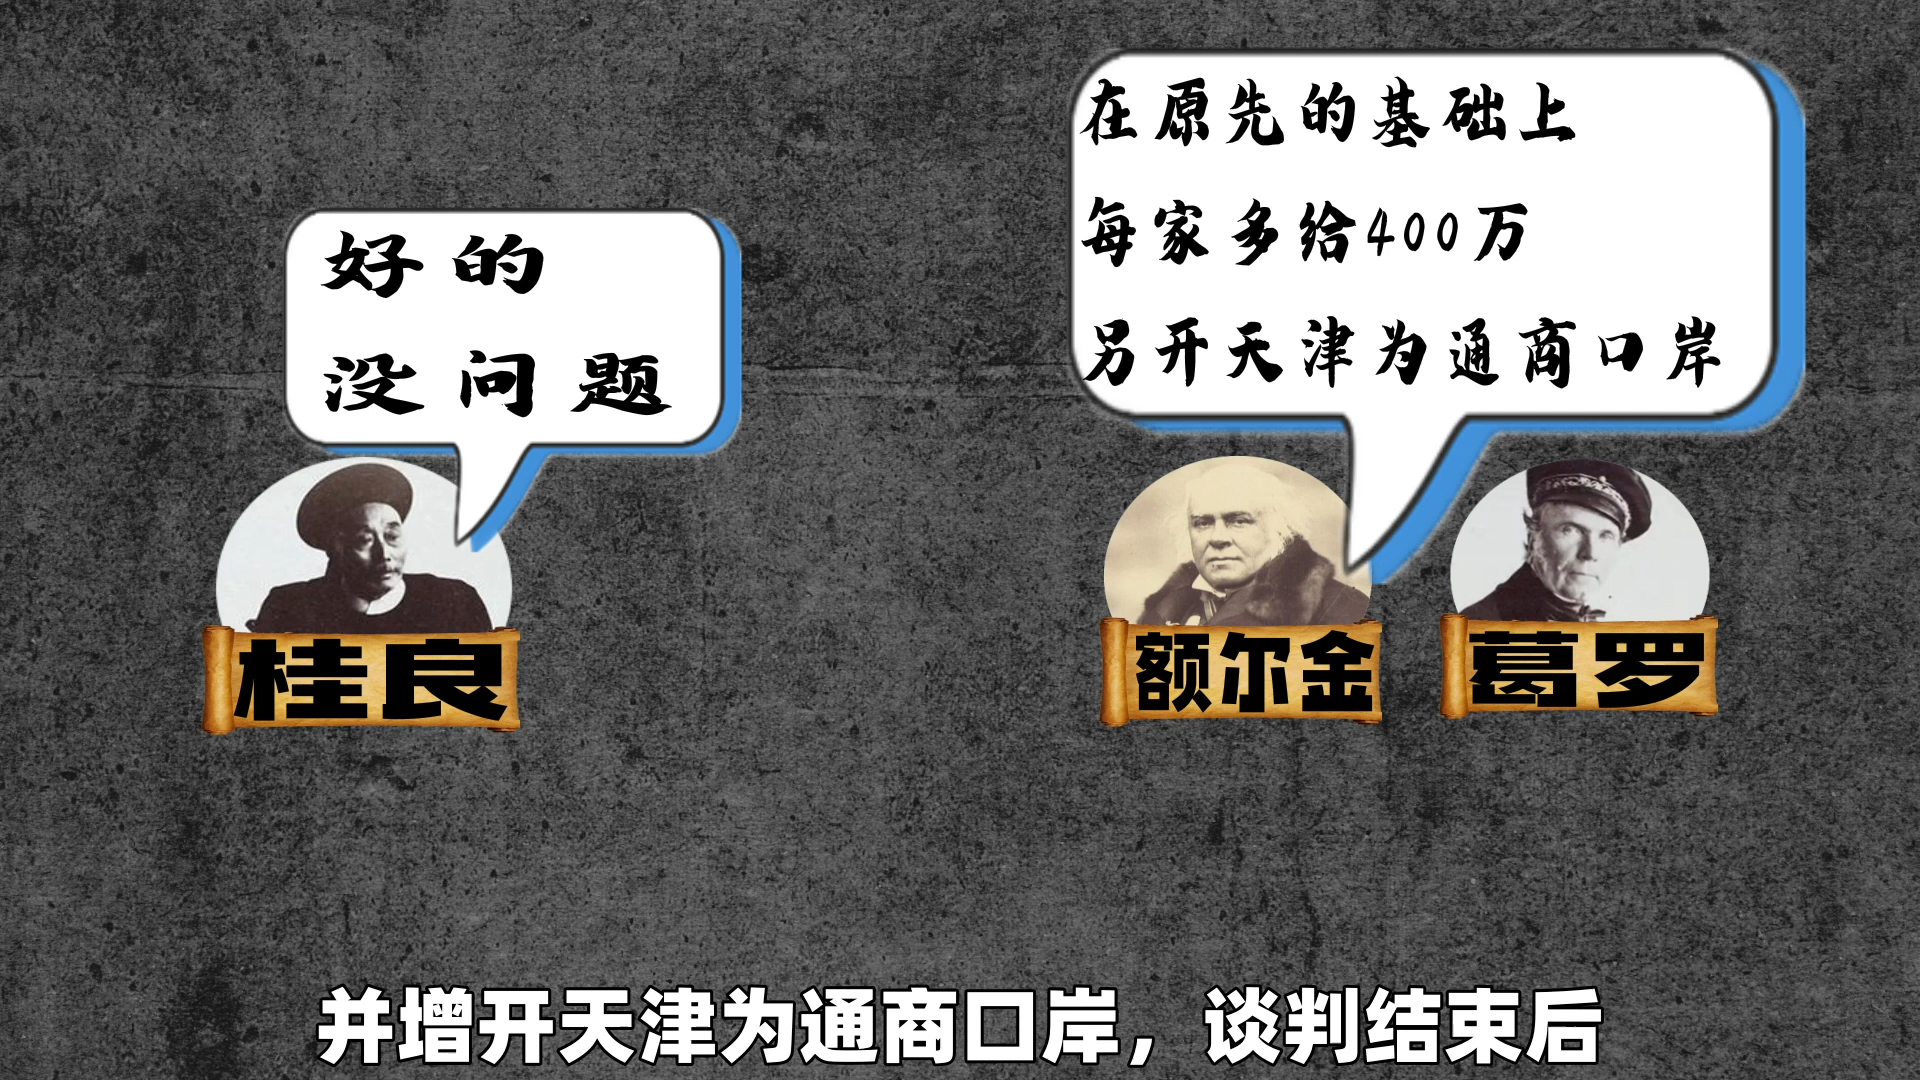 好的
没问题
桂良
在原先的基础上
每家多给400万
另开天津为通商口岸
额尔金
葛罗
并增开天津为通商口岸，谈判结束后